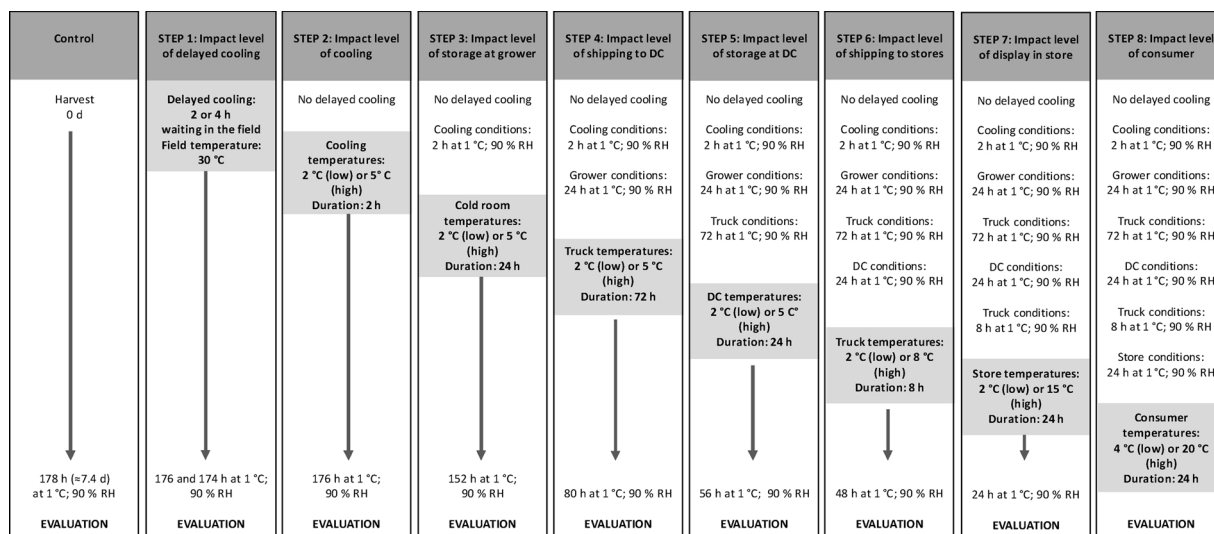 Control
Harvest
0 d
178 h (≈7.4 d)
at 1 °C; 90 % RH
EVALUATION
STEP 1: Impact level
of delayed cooling
Delayed cooling:
2 or 4 h
waiting in the field
Field temperature:
30 °C
176 and 174 h at 1 °C;
90 % RH
EVALUATION
STEP 2: Impact level
of cooling
No delayed cooling
Cooling
temperatures:
2 °C (low) or 5° C
(high)
Duration: 2 h
176 h at 1 °C;
90 % RH
EVALUATION
STEP 3: Impact level
of storage at grower
No delayed cooling
Cooling conditions:
2 h at 1 °C; 90 % RH
Cold room
temperatures:
2 °C (low) or 5 °C
(high)
Duration: 24 h
152 h at 1 °C;
90 % RH
EVALUATION
STEP 4: Impact level
of shipping to DC
No delayed cooling
Cooling conditions:
2 h at 1 °C; 90 % RH
Grower conditions:
24 h at 1 °C; 90 % RH
Truck temperatures:
2 °C (low) or 5 °C
(high)
Duration: 72 h
80 h at 1 °C; 90 % RH
EVALUATION
STEP 5: Impact level
of storage at DC
No delayed cooling
Cooling conditions:
2 h at 1 °C; 90 % RH
Grower conditions:
24 h at 1 °C; 90 % RH
Truck conditions:
72 h at 1 °C; 90 % RH
DC temperatures:
2 °C (low) or 5 C°
(high)
Duration: 24 h
56 h at 1 °C; 90 % RH
EVALUATION
STEP 6: Impact level
of shipping to stores
No delayed cooling
Cooling conditions:
2 h at 1 °C; 90 % RH
Grower conditions:
24 h at 1 °C; 90 % RH
Truck conditions:
72 h at 1 °C; 90 % RH
DC conditions:
24 h at 1 °C; 90 % RH
Truck temperatures:
2 °C (low) or 8 °C
(high)
Duration: 8 h
48 h at 1 °C; 90 % RH
EVALUATION
STEP 7: Impact level
of display in store
No delayed cooling
Cooling conditions:
2 h at 1 °C; 90 % RH
Grower conditions:
24 h at 1 °C; 90 % RH
Truck conditions:
72 h at 1 °C; 90 % RH
DC conditions:
24 h at 1 °C; 90 % RH
Truck conditions:
8 h at 1 °C; 90 % RH
Store temperatures:
2 °C (low) or 15 °C
(high)
Duration: 24 h
24 h at 1 °C; 90 % RH
EVALUATION
STEP 8: Impact level
of consumer
No delayed cooling
Cooling conditions:
2 h at 1 °C; 90 % RH
Grower conditions:
24 h at 1 °C; 90 % RH
Truck conditions:
72 h at 1 °C; 90 % RH
DC conditions:
24 h at 1 °C; 90 % RH
Truck conditions:
8 h at 1 °C; 90 % RH
Store conditions:
24 h at 1 °C; 90 % RH
Consumer
temperatures:
4 °C (low) or 20 °C
(high)
Duration: 24 h
EVALUATION